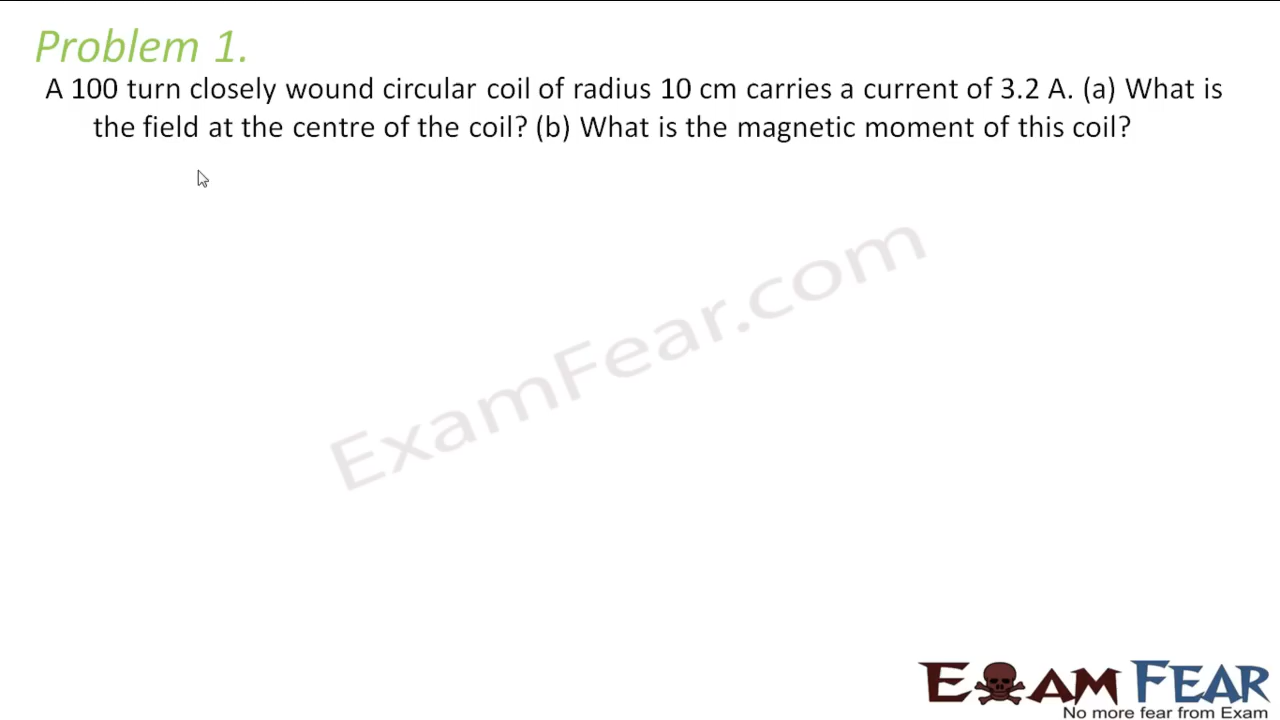 Problem 1.
A 100 turn closely wound circular coil of radius 10 cm carries a current of 3.2 A. (a) What is
the field at the centre of the coil? (b) What is the magnetic moment of this coil?
ExamFear.com
EXAM FEAR
No more fear from Exam